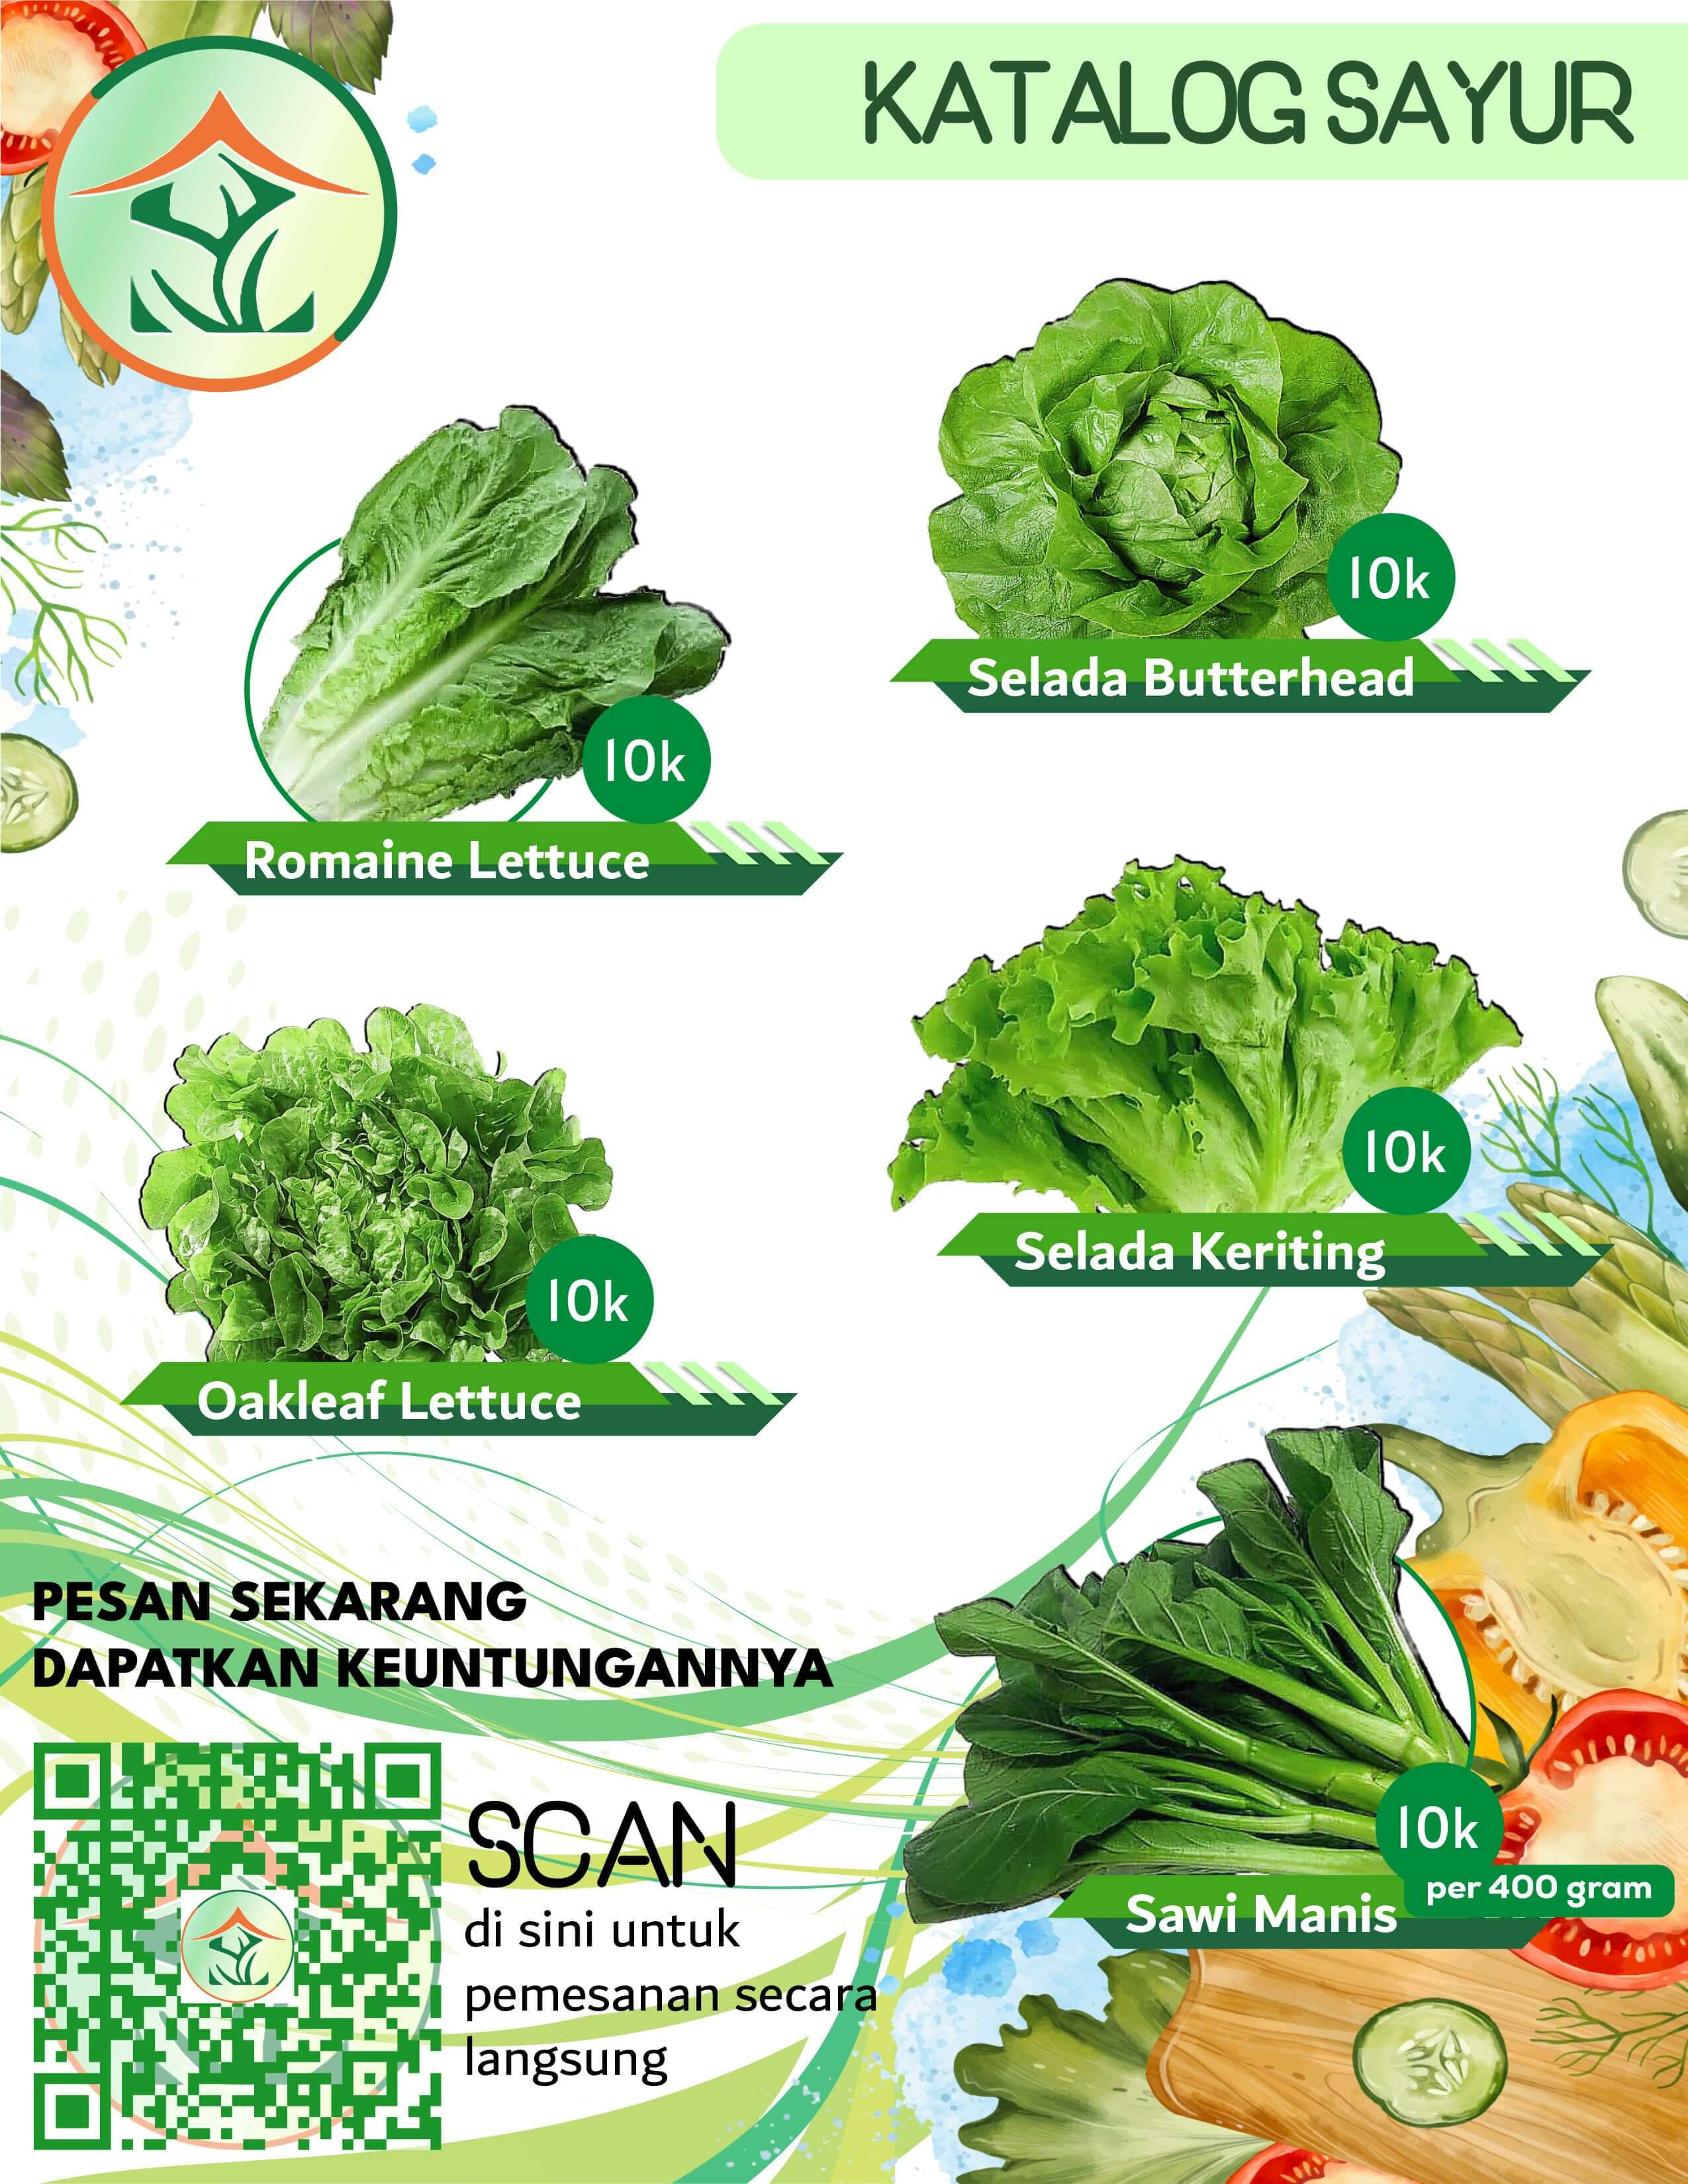 KATALOG SAYUR
10k
Selada Butterhead
10k
Romaine Lettuce
10k
Selada Keriting
10k
Oakleaf Lettuce
10k
per 400 gram
Sawi Manis
PESAN SEKARANG
DAPATKAN KEUNTUNGANNYA
SCAN
di sini untuk
pemesanan secara
langsung